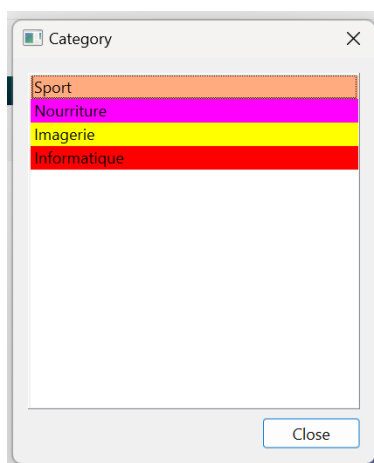 Category
Sport
Nourriture
Imagerie
Informatique
Close